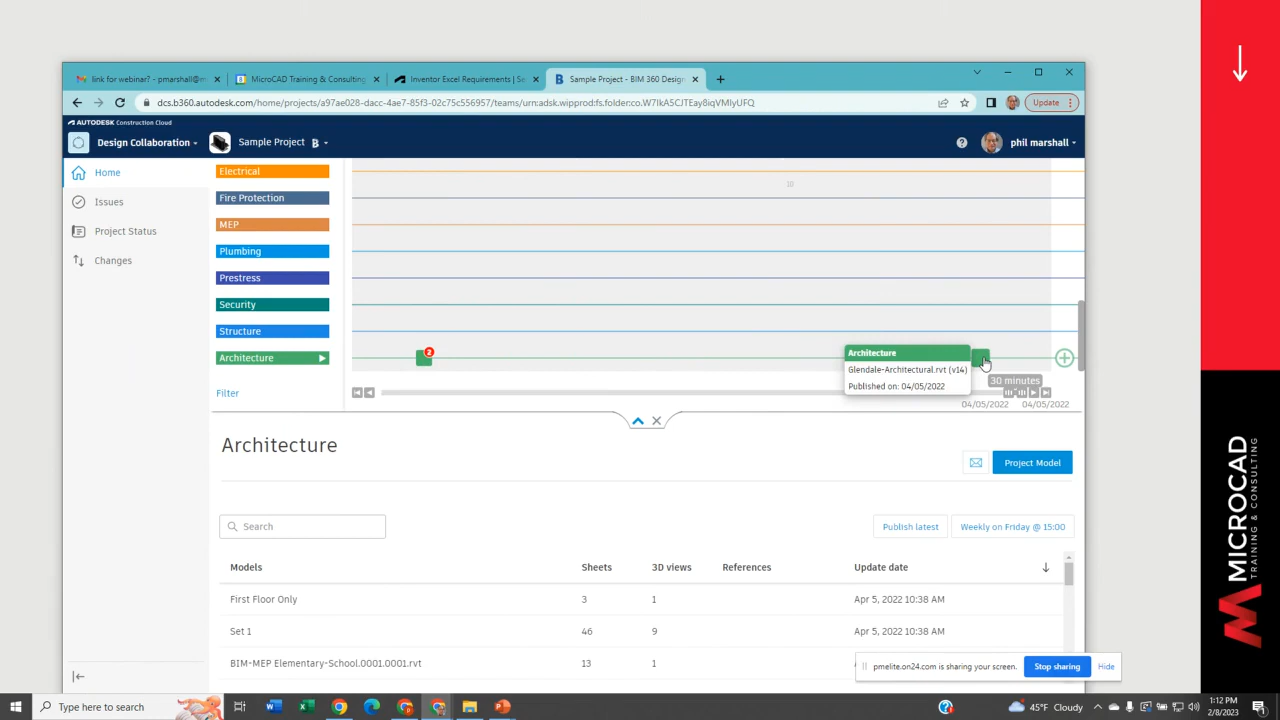 link for webinar? - pmarshall@m
MicroCAD Training & Consulting
Inventor Excel Requirements | Se
Sample Project - BIM 360 Design
dcs.b360.autodesk.com/home/projects/a97ae028-dacc-4ae7-85f3-02c75c556957/teams/urn:adsk.wipprod:fs.folder:co.W7IkA5CJTEay8iqVMIyUFQ
Update
AUTODESK Construction Cloud
Design Collaboration
Sample Project
B
phil marshall
Home
Issues
Project Status
Changes
Electrical
Fire Protection
MEP
Plumbing
Prestress
Security
Structure
Architecture
Filter
10
2
Architecture
Glendale-Architectural.rvt (v14)
Published on: 04/05/2022
30 minutes
04/05/2022
04/05/2022
Architecture
Project Model
Search
Publish latest
Weekly on Friday @ 15:00
Models Sheets 3D views References Update date
First Floor Only 3 1 Apr 5, 2022 10:38 AM
Set 1 46 9 Apr 5, 2022 10:38 AM
BIM-MEP Elementary-School.0001.0001.rvt 13 1
pmelite.on24.com is sharing your screen.
Stop sharing
Hide
Type here to search
45°F Cloudy
1:12 PM
2/8/2023
MICROCAD
TRAINING & CONSULTING